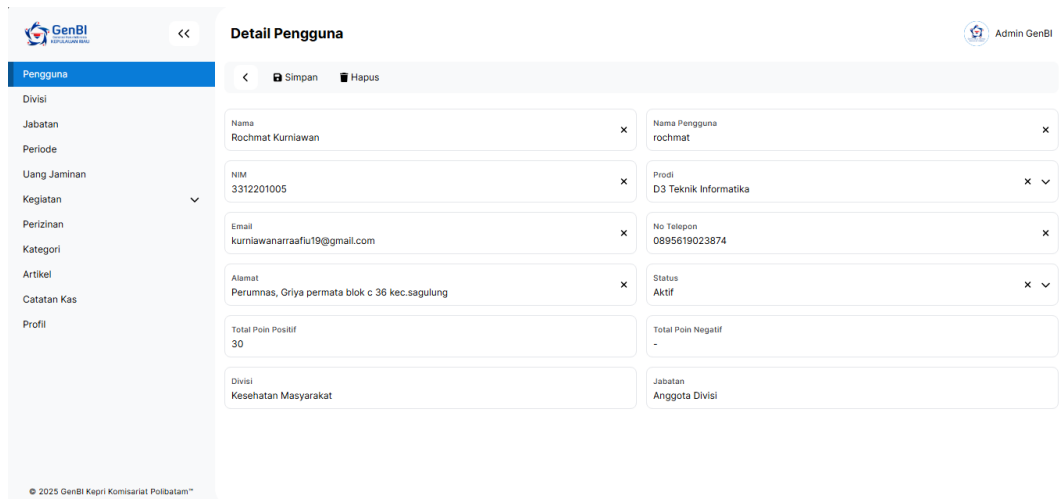 GenBI
KEPULAUAN RIAU
Detail Pengguna
Admin GenBI
Pengguna
Divisi
Jabatan
Periode
Uang Jaminan
Kegiatan
Perizinan
Kategori
Artikel
Catatan Kas
Profil
© 2025 GenBI Kepri Komisariat Polibatam™
Simpan
Hapus
Nama
Rochmat Kurniawan
Nama Pengguna
rochmat
NIM
3312201005
Prodi
D3 Teknik Informatika
Email
kurniawanarraafiu19@gmail.com
No Telepon
0895619023874
Alamat
Perumnas, Griya permata blok c 36 kec.sagulung
Status
Aktif
Total Poin Positif
30
Total Poin Negatif
-
Divisi
Kesehatan Masyarakat
Jabatan
Anggota Divisi